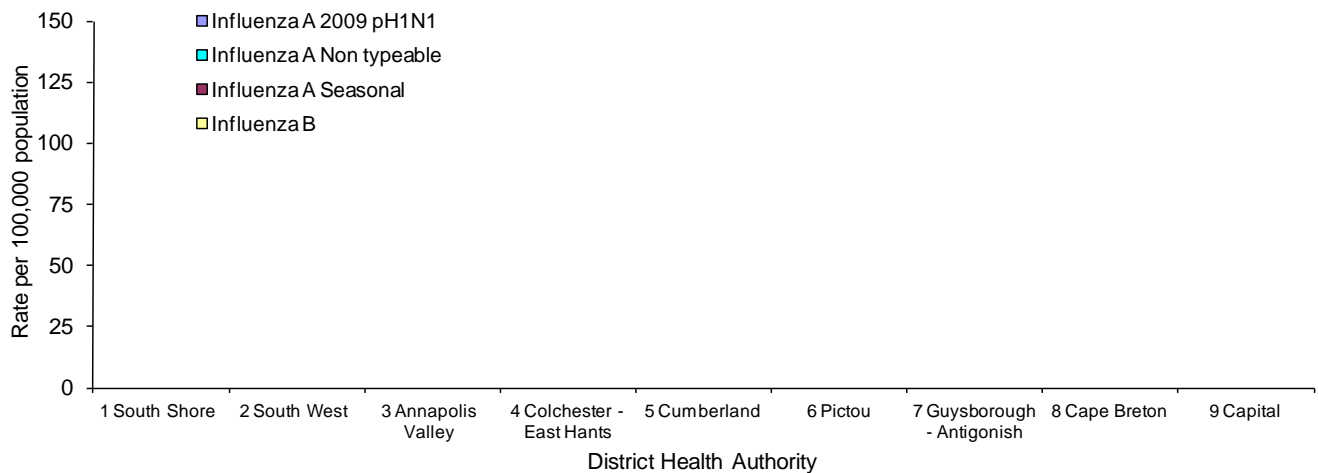 150
125
100
75
50
25
0
Rate per 100,000 population
Influenza A 2009 pH1N1
Influenza A Non typeable
Influenza A Seasonal
Influenza B
1 South Shore
2 South West
3 Annapolis
Valley
4 Colchester -
East Hants
5 Cumberland
6 Pictou
7 Guysborough
- Antigonish
8 Cape Breton
9 Capital
District Health Authority